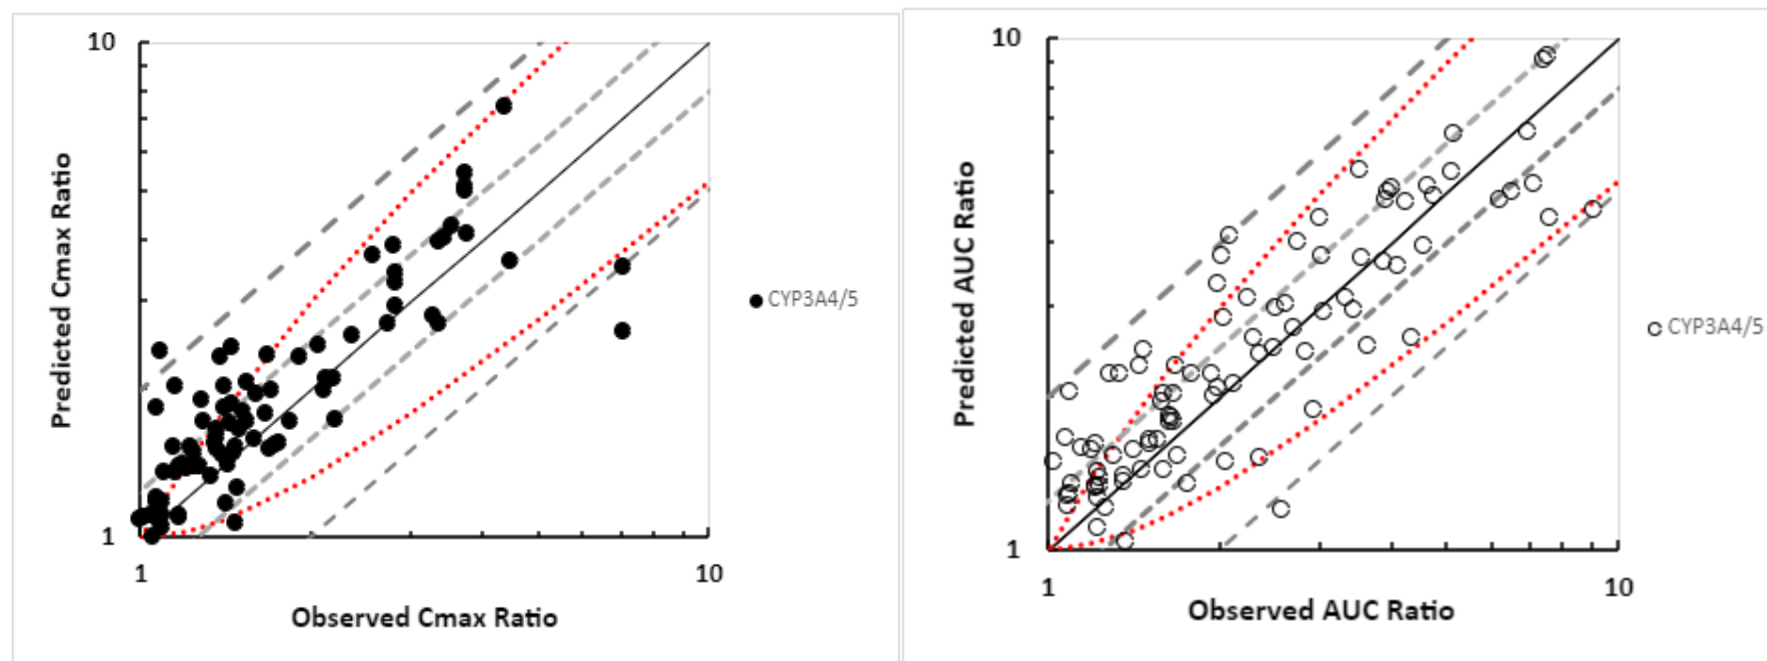 10
Predicted Cmax Ratio
1
1
10
Observed Cmax Ratio
CYP3A4/5
10
Predicted AUC Ratio
1
1
10
Observed AUC Ratio
CYP3A4/5